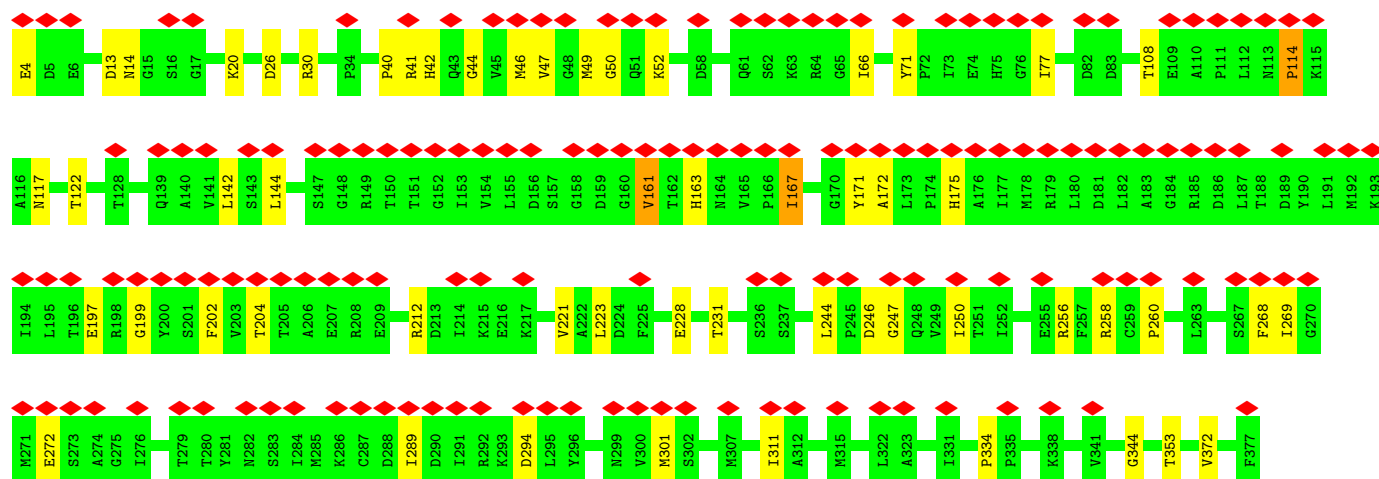 E4 D5 E6 D13 N14 G15 S16 G17 K20 D26 R30 P34 P40 R41 H42 Q43 G44 V45 M46 V47 G48 M49 G50 Q51 K52 D58 Q61 S62 K63 R64 G65 I66 Y71 P72 I73 E74 H75 G76 I77 D82 D83 T108 E109 A110 P111 L112 N113 P114 K115
A116 N117 T122 T128 Q139 A140 V141 L142 S143 L144 S147 G148 R149 T150 T151 G152 I153 V154 L155 D156 S157 G158 D159 G160 V161 T162 H163 N164 V165 P166 I167 G170 Y171 A172 L173 P174 H175 A176 I177 M178 R179 L180 D181 L182 A183 G184 R185 D186 L187 T188 D189 Y190 L191 M192 K193
I194 L195 T196 E197 R198 G199 Y200 S201 F202 V203 T204 T205 A206 E207 R208 E209 R212 D213 I214 K215 E216 K217 V221 A222 L223 D224 F225 E228 T231 S236 S237 L244 P245 D246 G247 Q248 V249 I250 T251 I252 E255 R256 F257 R258 C259 P260 L263 S267 F268 I269 G270
M271 E272 S273 A274 G275 I276 T279 T280 Y281 N282 S283 I284 M285 K286 C287 D288 I289 D290 I291 R292 K293 D294 L295 Y296 N299 V300 M301 S302 M307 I311 A312 M315 L322 A323 I331 P334 P335 K338 V341 G344 T353 V372 F377